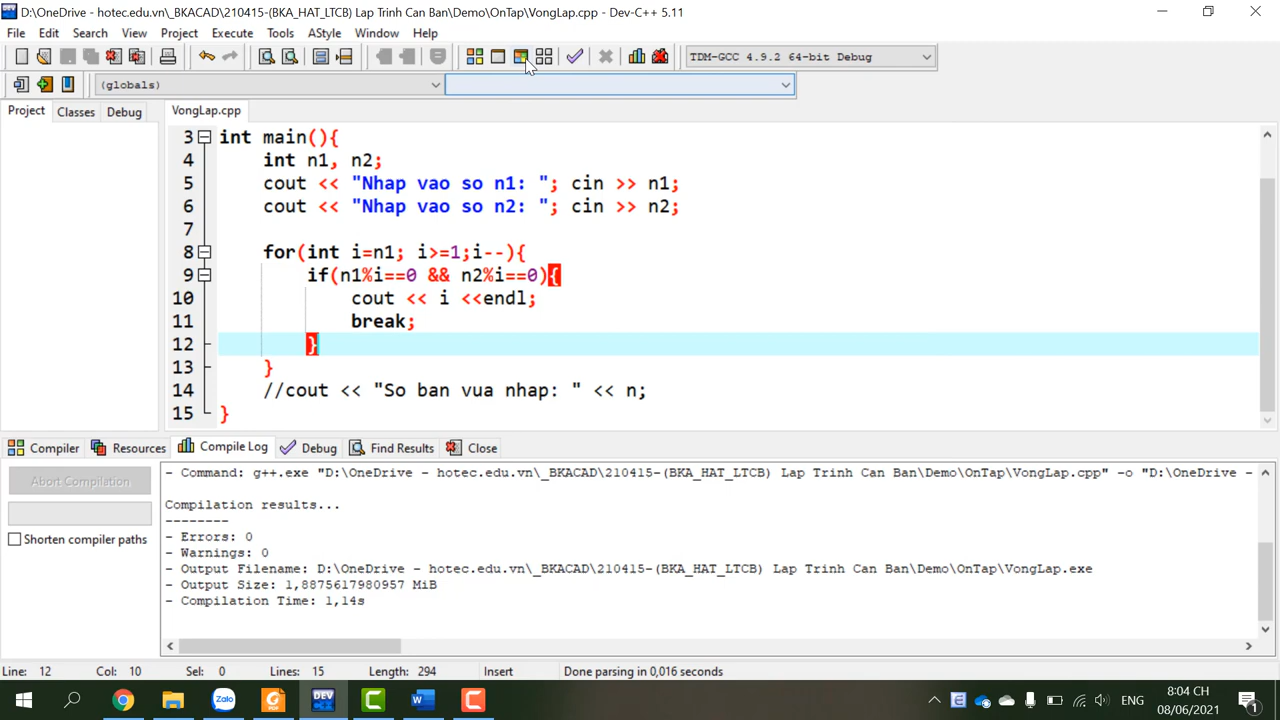 D:\OneDrive - hotec.edu.vn\_BKACAD\210415-(BKA_HAT_LTCB) Lap Trinh Can Ban\Demo\OnTap\VongLap.cpp - Dev-C++ 5.11
File Edit Search View Project Execute Tools AStyle Window Help
TDM-GCC 4.9.2 64-bit Debug
(globals)
Project Classes Debug VongLap.cpp
3 int main(){
4 int n1, n2;
5 cout << "Nhap vao so n1: "; cin >> n1;
6 cout << "Nhap vao so n2: "; cin >> n2;
7
8 for(int i=n1; i>=1;i--){
9 if(n1%i==0 && n2%i==0){
10 cout << i <<endl;
11 break;
12 }
13 }
14 //cout << "So ban vua nhap: " << n;
15 }
Compiler Resources Compile Log Debug Find Results Close
Abort Compilation
Shorten compiler paths
- Command: g++.exe "D:\OneDrive - hotec.edu.vn\_BKACAD\210415-(BKA_HAT_LTCB) Lap Trinh Can Ban\Demo\OnTap\VongLap.cpp" -o "D:\OneDrive -
Compilation results...
--------
- Errors: 0
- Warnings: 0
- Output Filename: D:\OneDrive - hotec.edu.vn\_BKACAD\210415-(BKA_HAT_LTCB) Lap Trinh Can Ban\Demo\OnTap\VongLap.exe
- Output Size: 1,8875617980957 MiB
- Compilation Time: 1,14s
Line: 12 Col: 10 Sel: 0 Lines: 15 Length: 294 Insert Done parsing in 0,016 seconds
Zalo PDF DEV W E ENG 8:04 CH
08/06/2021 1